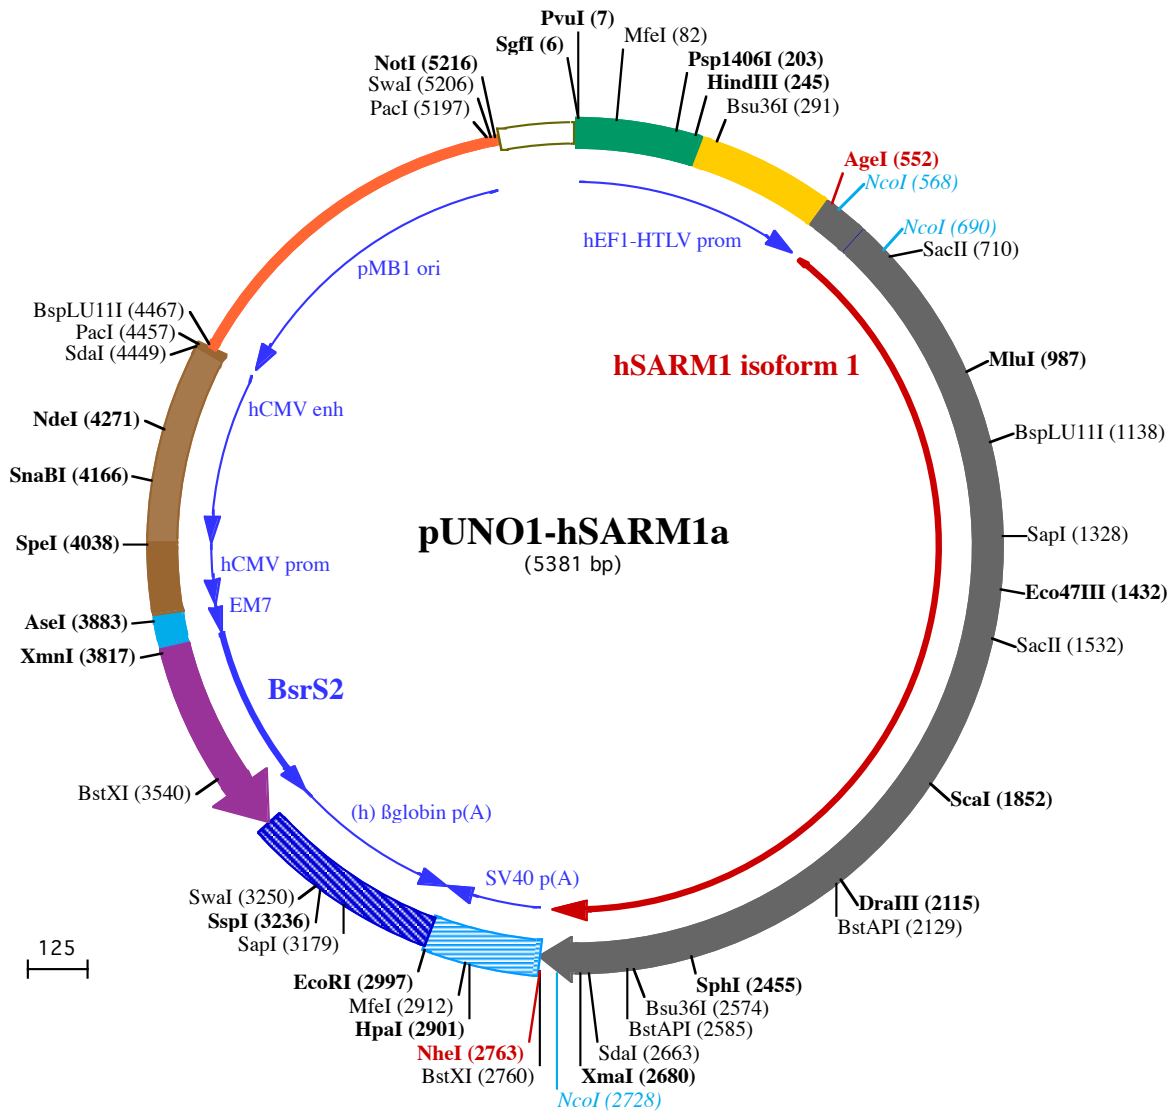 PvuI (7)
SgfI (6)
MfeI (82)
NotI (5216)
Psp1406I (203)
SwaI (5206)
HindIII (245)
PacI (5197)
Bsu36I (291)
AgeI (552)
NcoI (568)
NcoI (690)
hEF1-HTLV prom
SacII (710)
pMB1 ori
BspLU11I (4467)
PacI (4457)
SdaI (4449)
hSARM1 isoform 1
MluI (987)
hCMV enh
NdeI (4271)
BspLU11I (1138)
SnaBI (4166)
pUNO1-hSARM1a
(5381 bp)
SapI (1328)
SpeI (4038)
hCMV prom
Eco47III (1432)
EM7
AseI (3883)
SacII (1532)
XmnI (3817)
BsrS2
BstXI (3540)
ScaI (1852)
(h) ßglobin p(A)
SV40 p(A)
SwaI (3250)
DraIII (2115)
SspI (3236)
BstAPI (2129)
SapI (3179)
125
EcoRI (2997)
SphI (2455)
MfeI (2912)
Bsu36I (2574)
HpaI (2901)
BstAPI (2585)
NheI (2763)
SdaI (2663)
BstXI (2760)
XmaI (2680)
NcoI (2728)